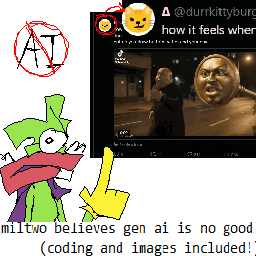 AI
Δ @durrkittyburg
how it feels when
miltwo believes gen ai is no good
(coding and images included!)